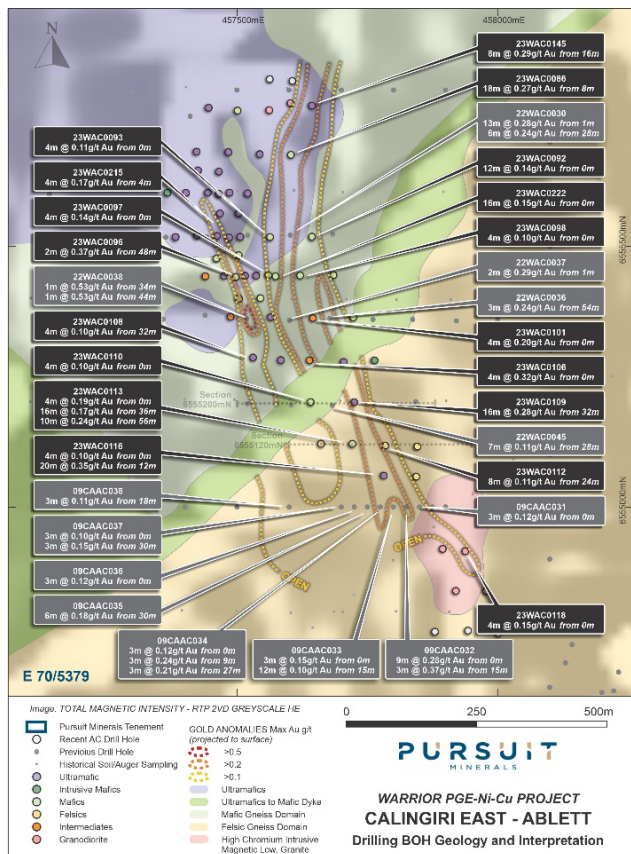 457500mE
458000mE
N
23WAC0145
8m @ 0.29g/t Au from 16m
23WAC0086
18m @ 0.27g/t Au from 8m
22WAC0030
13m @ 0.28g/t Au from 1m
6m @ 0.24g/t Au from 28m
23WAC0092
12m @ 0.14g/t Au from 0m
23WAC0222
16m @ 0.15g/t Au from 0m
23WAC0098
4m @ 0.10g/t Au from 0m
22WAC0037
2m @ 0.29g/t Au from 1m
22WAC0036
3m @ 0.24g/t Au from 54m
23WAC0101
4m @ 0.20g/t Au from 0m
23WAC0106
4m @ 0.32g/t Au from 0m
23WAC0109
16m @ 0.28g/t Au from 32m
22WAC0045
7m @ 0.11g/t Au from 28m
23WAC0112
8m @ 0.11g/t Au from 24m
09CAAC031
3m @ 0.12g/t Au from 0m
23WAC0118
4m @ 0.15g/t Au from 0m
23WAC0093
4m @ 0.11g/t Au from 0m
23WAC0215
4m @ 0.17g/t Au from 4m
23WAC0097
4m @ 0.14g/t Au from 0m
23WAC0096
2m @ 0.37g/t Au from 48m
22WAC0038
1m @ 0.53g/t Au from 34m
1m @ 0.53g/t Au from 44m
23WAC0108
4m @ 0.10g/t Au from 32m
23WAC0110
4m @ 0.10g/t Au from 0m
23WAC0113
4m @ 0.19g/t Au from 0m
16m @ 0.17g/t Au from 36m
10m @ 0.24g/t Au from 56m
23WAC0116
4m @ 0.10g/t Au from 0m
20m @ 0.35g/t Au from 12m
09CAAC038
3m @ 0.11g/t Au from 18m
09CAAC037
3m @ 0.10g/t Au from 0m
3m @ 0.15g/t Au from 30m
09CAAC036
3m @ 0.12g/t Au from 0m
09CAAC035
6m @ 0.18g/t Au from 30m
09CAAC034
3m @ 0.12g/t Au from 0m
3m @ 0.24g/t Au from 9m
3m @ 0.21g/t Au from 27m
09CAAC033
3m @ 0.15g/t Au from 0m
12m @ 0.10g/t Au from 15m
09CAAC032
9m @ 0.28g/t Au from 0m
3m @ 0.37g/t Au from 15m
Section
6555200mN
Section
6555120mN
OPEN
OPEN
6555500mN
6555000mN
E 70/5379
Image: TOTAL MAGNETIC INTENSITY - RTP 2VD GREYSCALE HE
Pursuit Minerals Tenement
Recent AC Drill Hole
Previoius Drill Hole
Historical Soil/Auger Sampling
Ultramafic
Intrusive Mafics
Mafics
Felsics
Intermediates
Granodiorite
GOLD ANOMALIES Max Au g/t
(projected to surface)
>0.5
>0.2
>0.1
Ultramafics
Ultramafics to Mafic Dyke
Mafic Gneiss Domain
Felsic Gneiss Domain
High Chromium Intrusive
Magnetic Low, Granite
0 250 500m
PURSUIT
MINERALS
WARRIOR PGE-Ni-Cu PROJECT
CALINGIRI EAST - ABLETT
Drilling BOH Geology and Interpretation